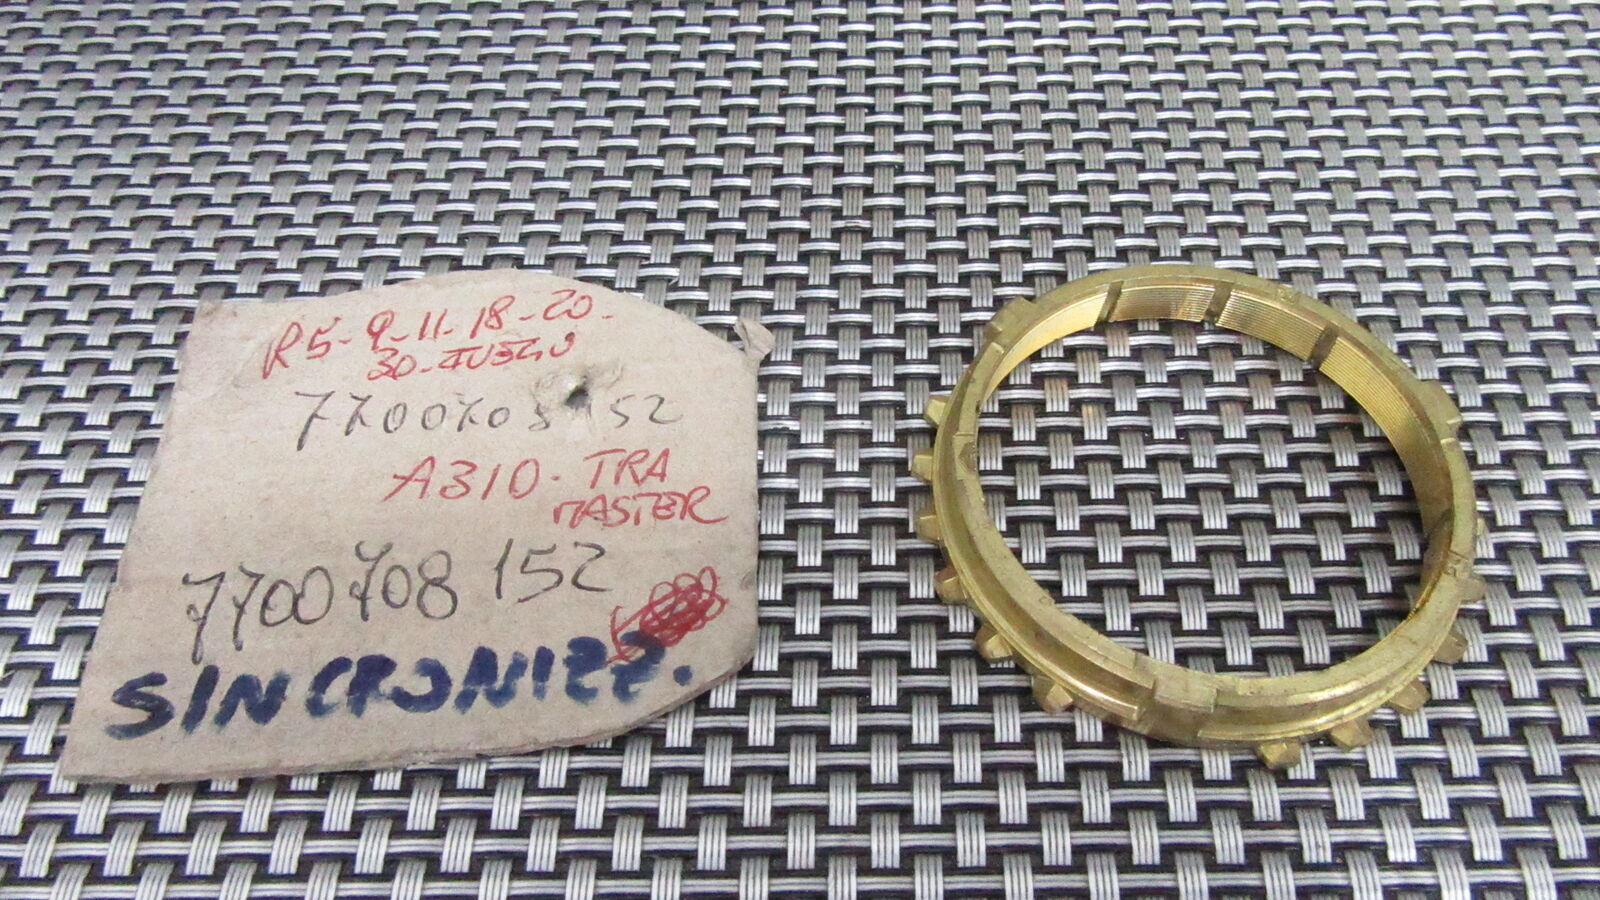 R5-9-11-18-20-
30-FUEGO
7700708152
A310-TRA
MASTER
7700708152
SINCRONIZZ.